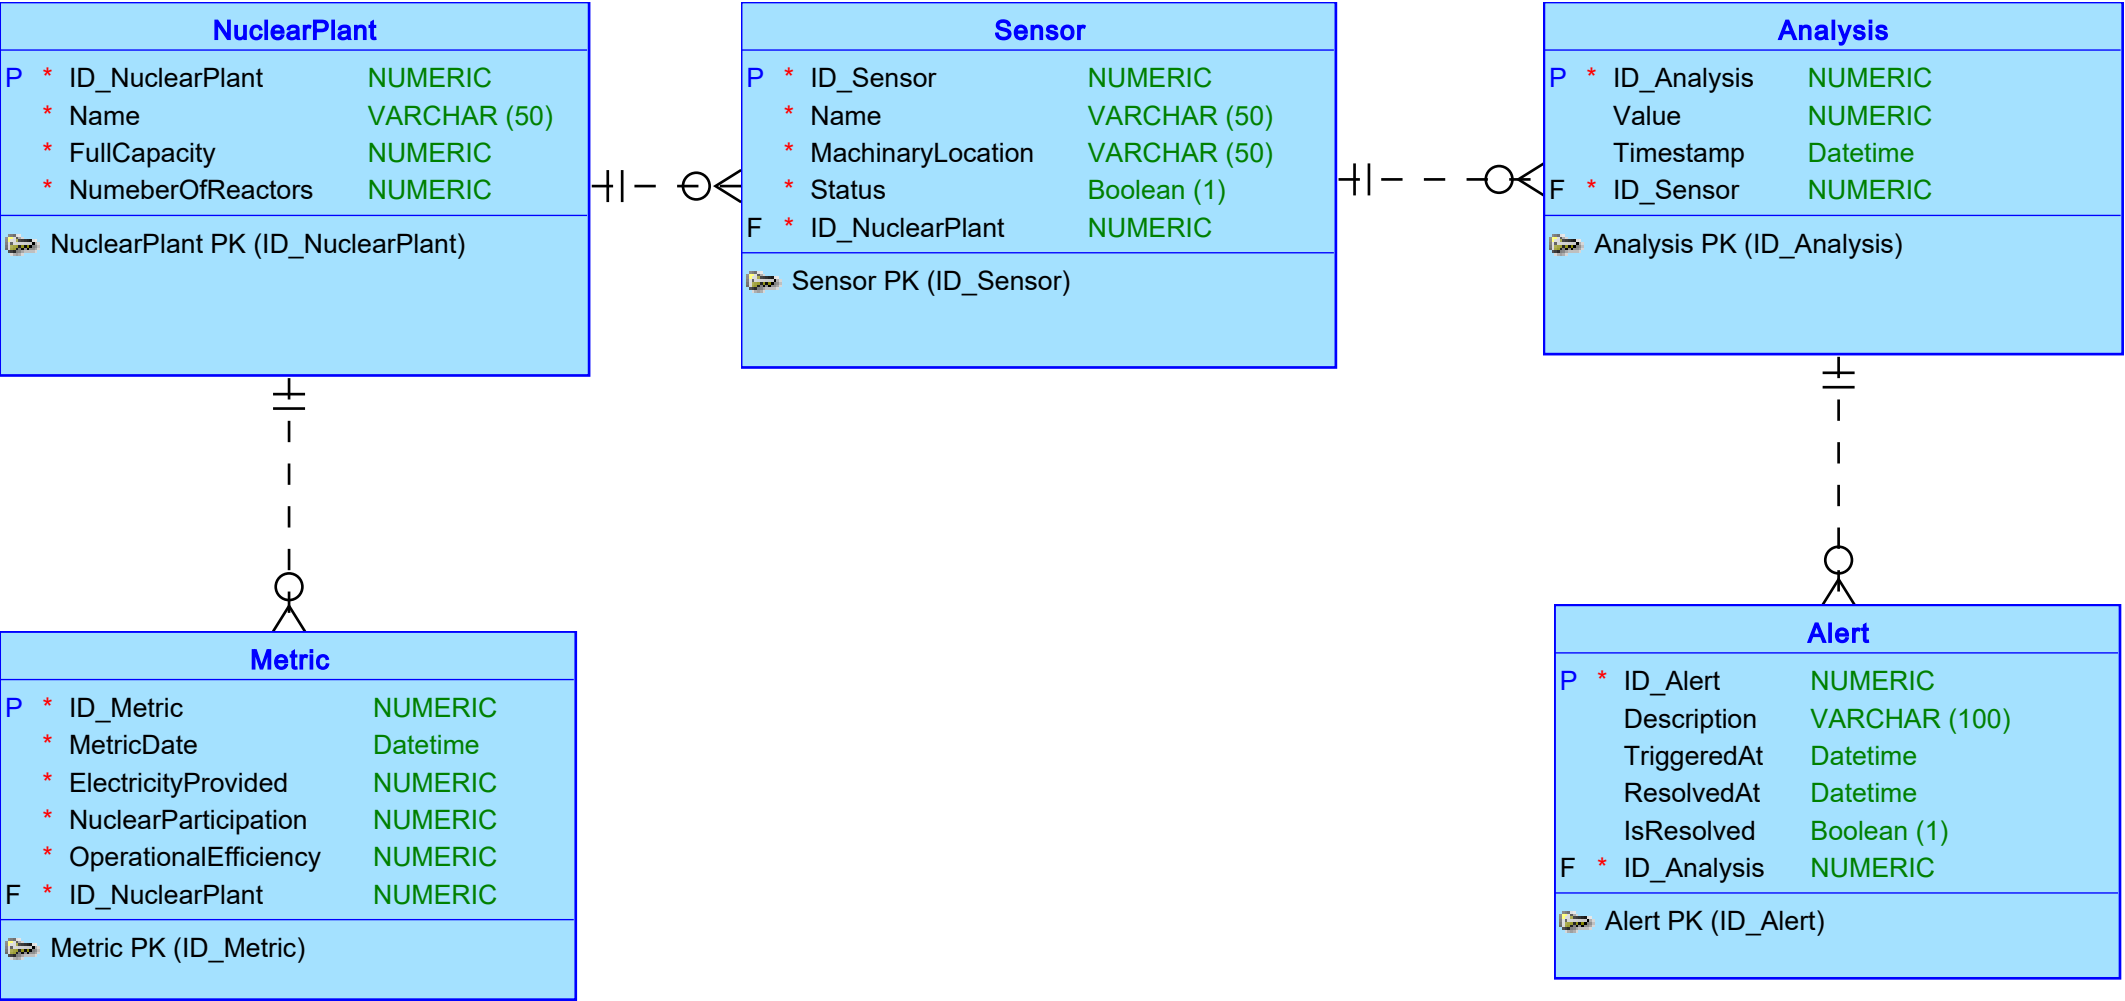 NuclearPlant
P * ID_NuclearPlant NUMERIC
* Name VARCHAR (50)
* FullCapacity NUMERIC
* NumeberOfReactors NUMERIC
NuclearPlant PK (ID_NuclearPlant)
Sensor
P * ID_Sensor NUMERIC
* Name VARCHAR (50)
* MachinaryLocation VARCHAR (50)
* Status Boolean (1)
F * ID_NuclearPlant NUMERIC
Sensor PK (ID_Sensor)
Analysis
P * ID_Analysis NUMERIC
Value NUMERIC
Timestamp Datetime
F * ID_Sensor NUMERIC
Analysis PK (ID_Analysis)
Metric
P * ID_Metric NUMERIC
* MetricDate Datetime
* ElectricityProvided NUMERIC
* NuclearParticipation NUMERIC
* OperationalEfficiency NUMERIC
F * ID_NuclearPlant NUMERIC
Metric PK (ID_Metric)
Alert
P * ID_Alert NUMERIC
Description VARCHAR (100)
TriggeredAt Datetime
ResolvedAt Datetime
IsResolved Boolean (1)
F * ID_Analysis NUMERIC
Alert PK (ID_Alert)